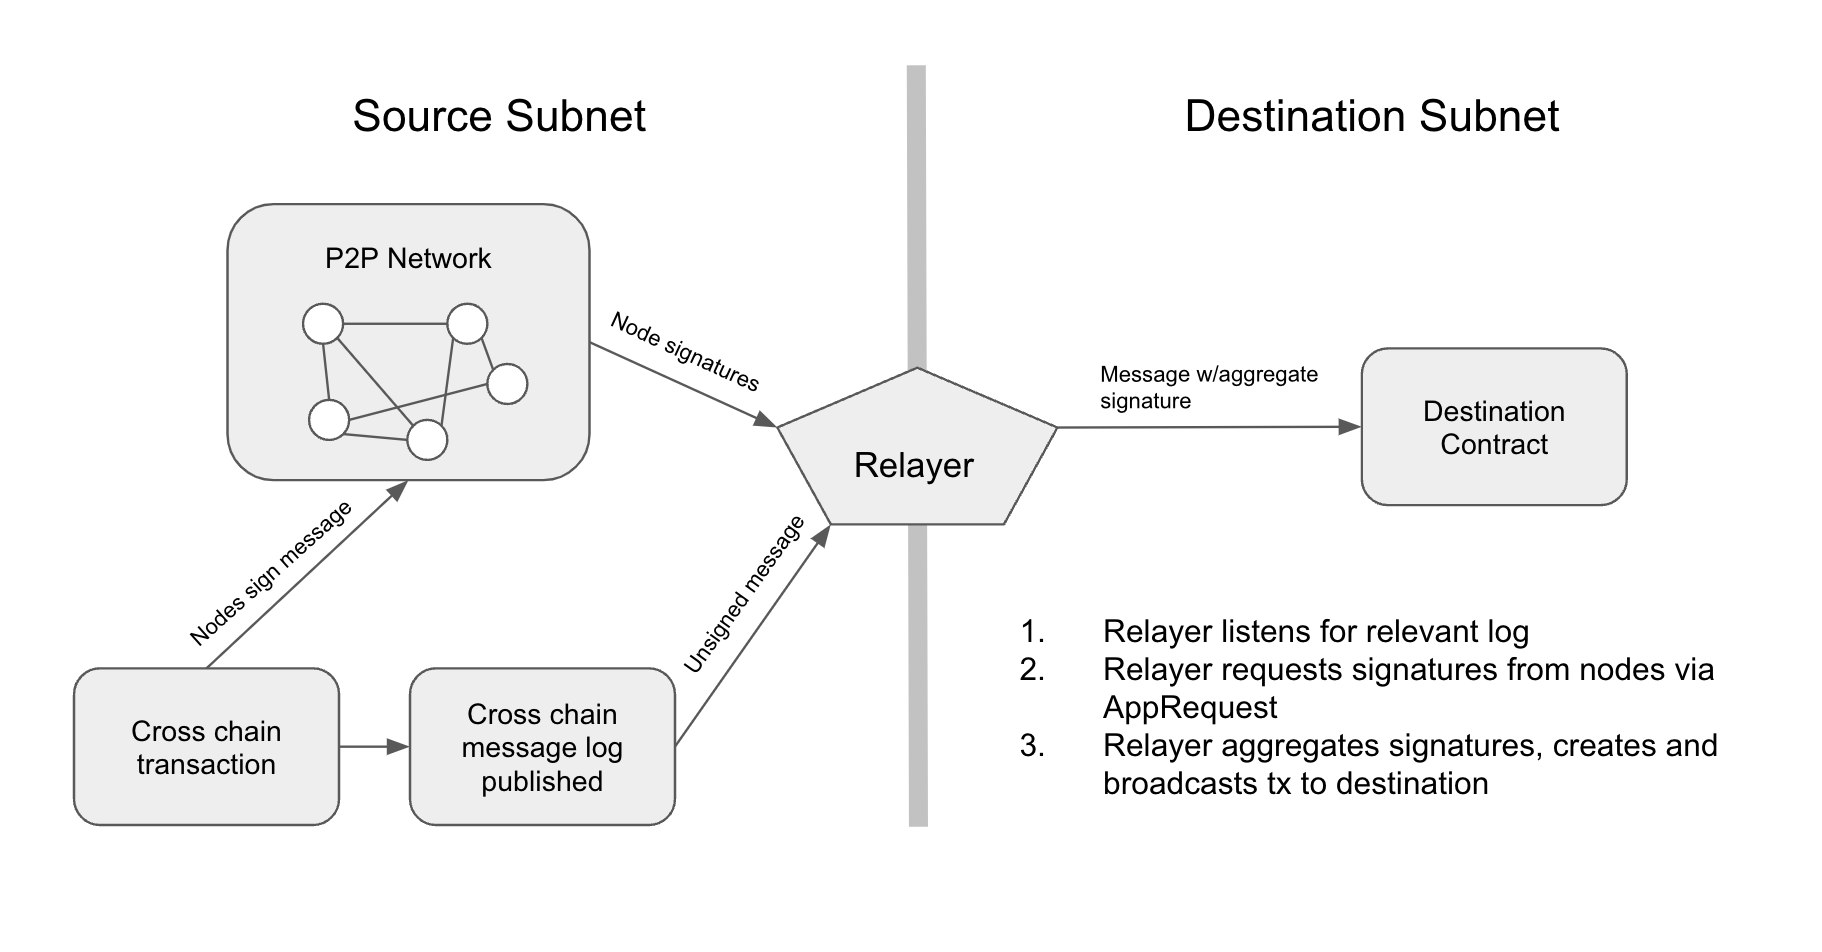 Source Subnet
Destination Subnet
P2P Network
Node signatures
Message w/aggregate
signature
Destination
Contract
Relayer
Nodes sign message
Unsigned message
Cross chain
transaction
Cross chain
message log
published
1. Relayer listens for relevant log
2. Relayer requests signatures from nodes via
AppRequest
3. Relayer aggregates signatures, creates and
broadcasts tx to destination